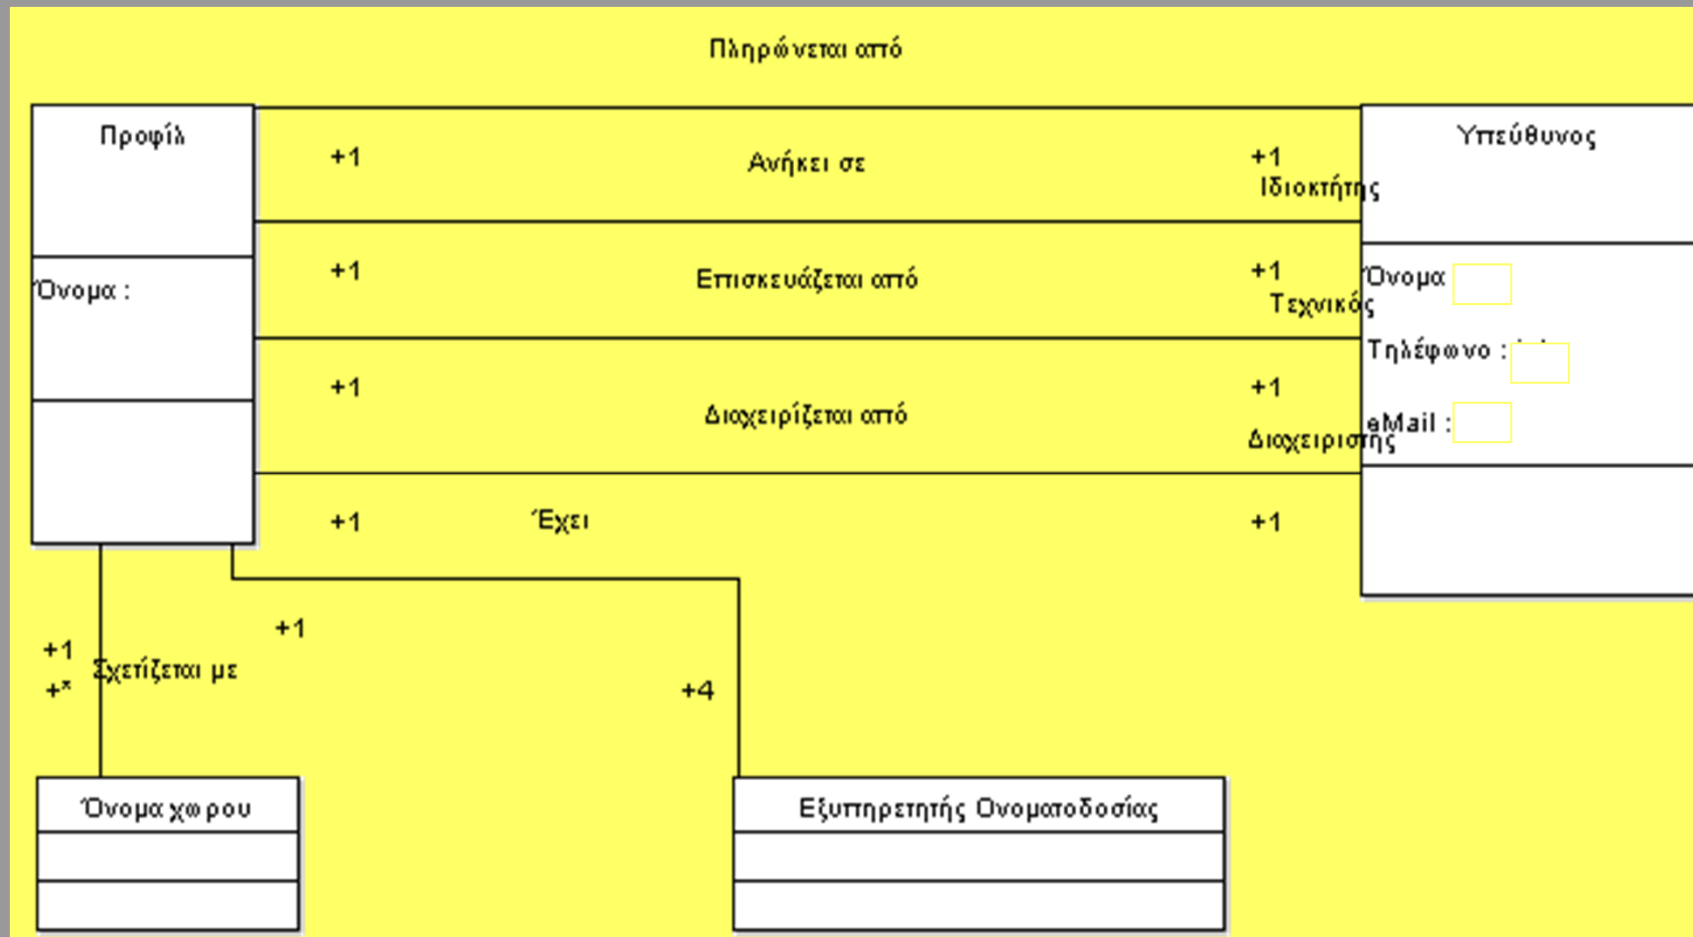 Πληρώνεται από
Προφίλ
Υπεύθυνος
+1
Ανήκει σε
+1
Ιδιοκτήτης
+1
Επισκευάζεται από
+1
Τεχνικός
Όνομα :
Όνομα
Τηλέφωνο :
+1
Διαχειρίζεται από
+1
Διαχειριστής
eMail :
+1
Έχει
+1
+1
+1
Σχετίζεται με
+*
+4
Όνομα χωρου
Εξυπηρετητής Ονοματοδοσίας